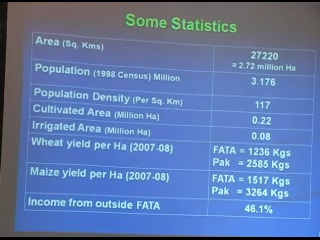 Some Statistics
Area (Sq. Kms)
27220
= 2.72 million Ha
Population (1998 Census) Million
3.176
Population Density (Per Sq. Km)
117
Cultivated Area (Million Ha)
0.22
Irrigated Area (Million Ha)
0.08
Wheat yield per Ha (2007-08)
FATA = 1236 Kgs
Pak = 2585 Kgs
Maize yield per Ha (2007-08)
FATA = 1517 Kgs
Pak = 3264 Kgs
Income from outside FATA
46.1%